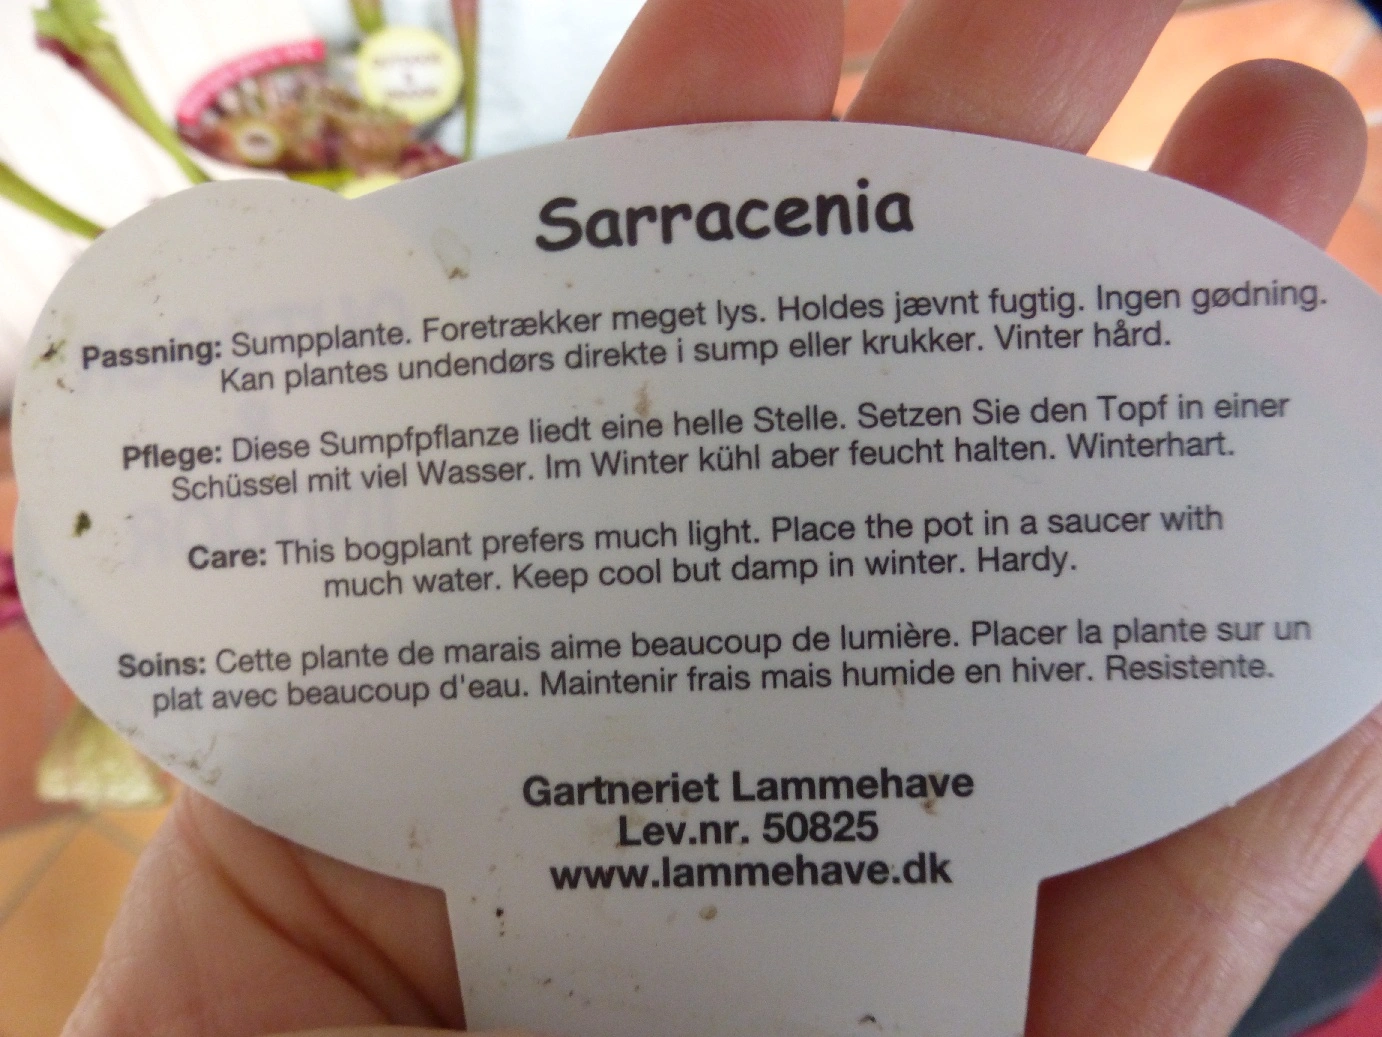 Sarracenia
Passning: Sumpplante. Foretrækker meget lys. Holdes jævnt fugtig. Ingen gødning.
Kan plantes undendørs direkte i sump eller krukker. Vinter hård.
Pflege: Diese Sumpfpflanze liedt eine helle Stelle. Setzen Sie den Topf in einer
Schüssel mit viel Wasser. Im Winter kühl aber feucht halten. Winterhart.
Care: This bogplant prefers much light. Place the pot in a saucer with
much water. Keep cool but damp in winter. Hardy.
Soins: Cette plante de marais aime beaucoup de lumière. Placer la plante sur un
plat avec beaucoup d'eau. Maintenir frais mais humide en hiver. Resistente.
Gartneriet Lammehave
Lev.nr. 50825
www.lammehave.dk